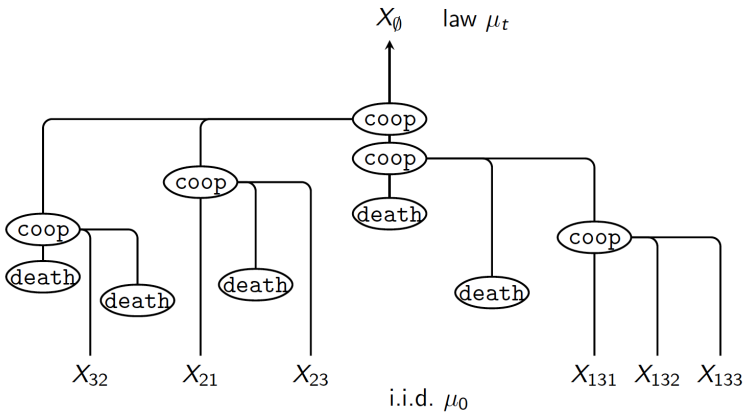 X∅ law μt
coop
coop
coop
death
coop
coop
death
death
death
death
X32 X21 X23 X131 X132 X133
i.i.d. μ0